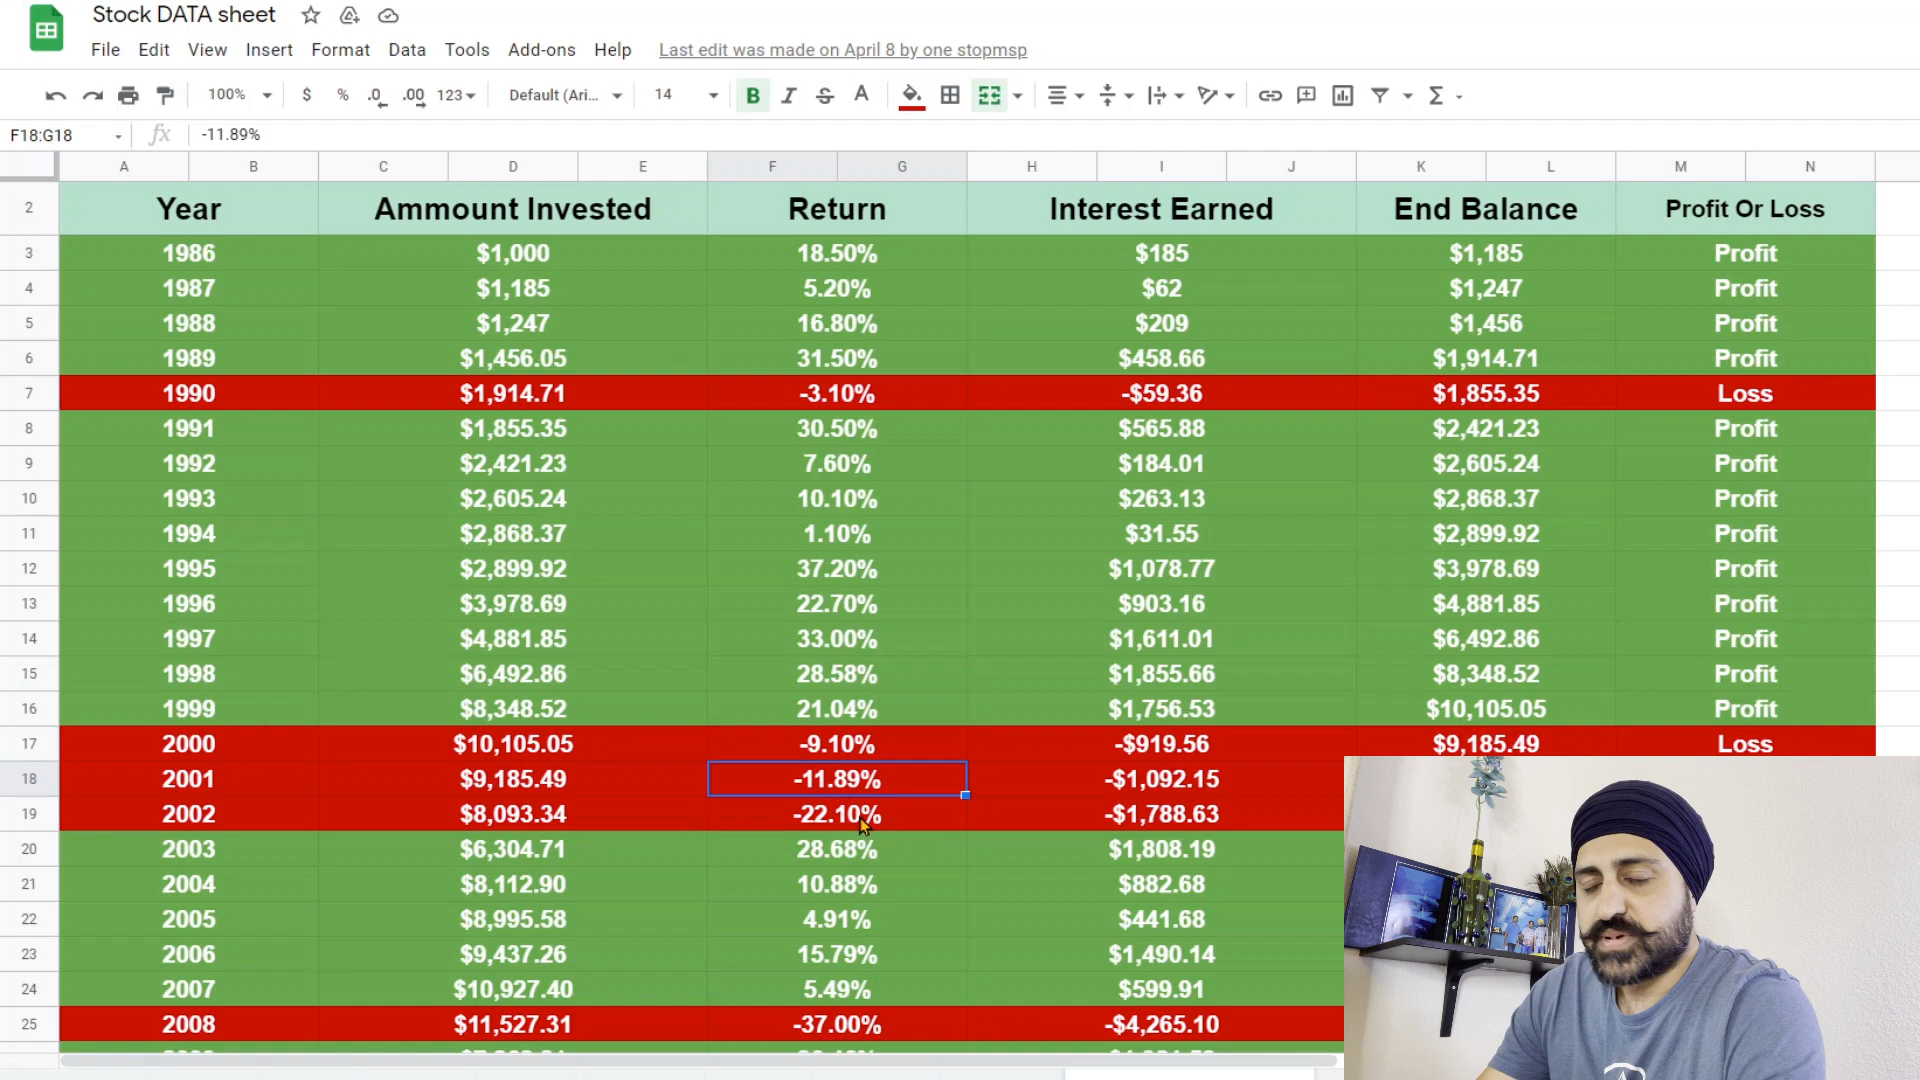 Stock DATA sheet
File Edit View Insert Format Data Tools Add-ons Help Last edit was made on April 8 by one stopmsp
100% $ % .0 .00 123 Default (Ari... 14 B I S A Σ
F18:G18 fx -11.89%
A B C D E F G H I J K L M N
2 Year Ammount Invested Return Interest Earned End Balance Profit Or Loss
3 1986 $1,000 18.50% $185 $1,185 Profit
4 1987 $1,185 5.20% $62 $1,247 Profit
5 1988 $1,247 16.80% $209 $1,456 Profit
6 1989 $1,456.05 31.50% $458.66 $1,914.71 Profit
7 1990 $1,914.71 -3.10% -$59.36 $1,855.35 Loss
8 1991 $1,855.35 30.50% $565.88 $2,421.23 Profit
9 1992 $2,421.23 7.60% $184.01 $2,605.24 Profit
10 1993 $2,605.24 10.10% $263.13 $2,868.37 Profit
11 1994 $2,868.37 1.10% $31.55 $2,899.92 Profit
12 1995 $2,899.92 37.20% $1,078.77 $3,978.69 Profit
13 1996 $3,978.69 22.70% $903.16 $4,881.85 Profit
14 1997 $4,881.85 33.00% $1,611.01 $6,492.86 Profit
15 1998 $6,492.86 28.58% $1,855.66 $8,348.52 Profit
16 1999 $8,348.52 21.04% $1,756.53 $10,105.05 Profit
17 2000 $10,105.05 -9.10% -$919.56 $9,185.49 Loss
18 2001 $9,185.49 -11.89% -$1,092.15
19 2002 $8,093.34 -22.10% -$1,788.63
20 2003 $6,304.71 28.68% $1,808.19
21 2004 $8,112.90 10.88% $882.68
22 2005 $8,995.58 4.91% $441.68
23 2006 $9,437.26 15.79% $1,490.14
24 2007 $10,927.40 5.49% $599.91
25 2008 $11,527.31 -37.00% -$4,265.10